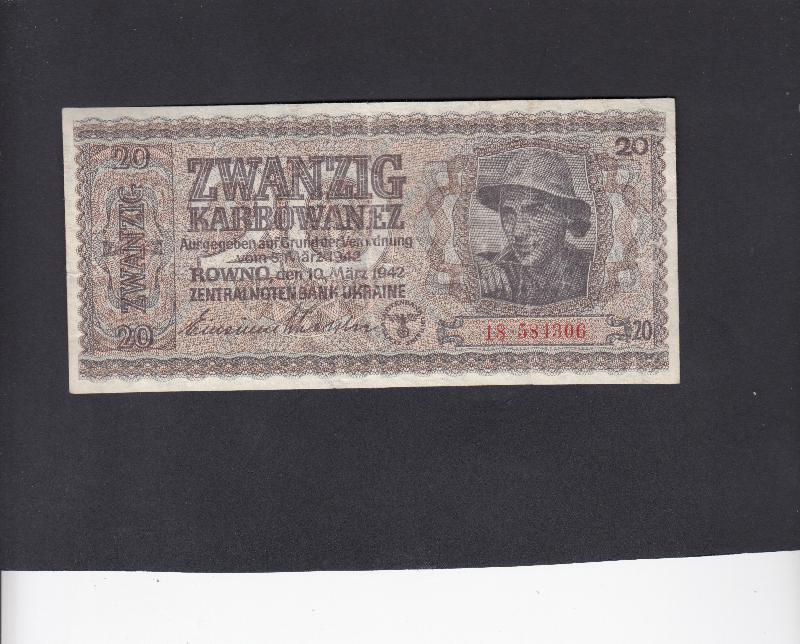 20
ZWANZIG
20
ZWANZIG
KARBOWANEZ
Ausgegeben auf Grund der Verordnung
vom 5. März 1942
ROWNO, den 10. März 1942
ZENTRALNOTENBANK UKRAINE
20
18·581306
20